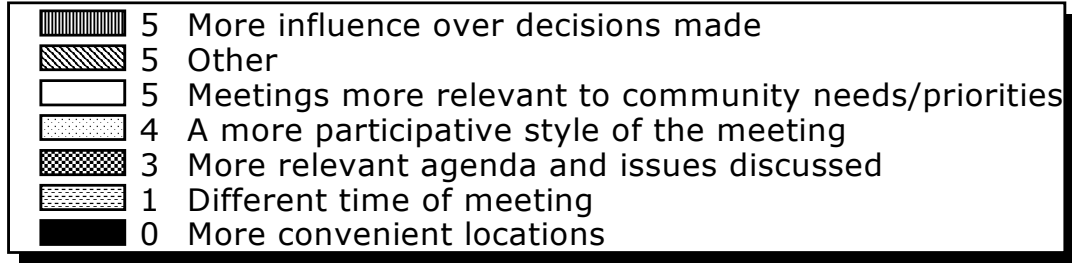 5 More influence over decisions made
5 Other
5 Meetings more relevant to community needs/priorities
4 A more participative style of the meeting
3 More relevant agenda and issues discussed
1 Different time of meeting
0 More convenient locations